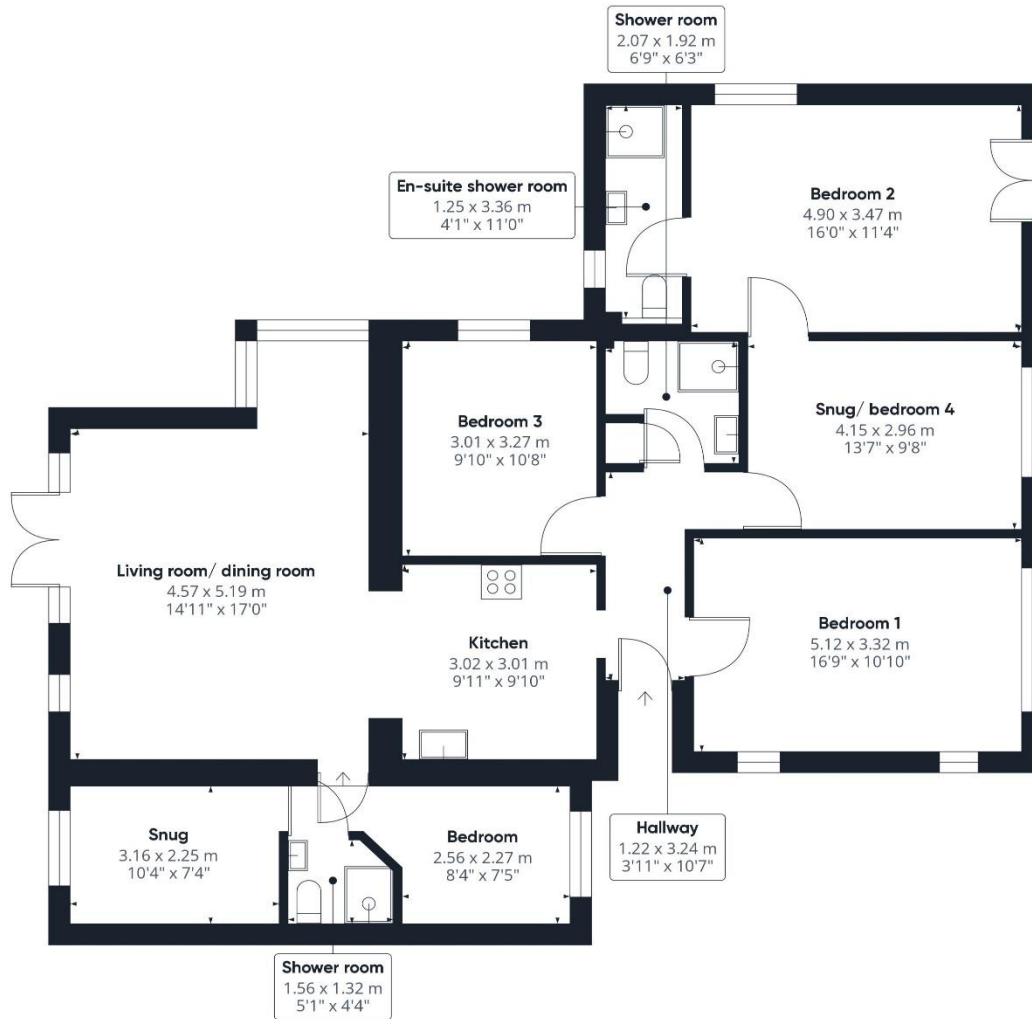 Shower room
2.07 x 1.92 m
6'9" x 6'3"
En-suite shower room
1.25 x 3.36 m
4'1" x 11'0"
Bedroom 2
4.90 x 3.47 m
16'0" x 11'4"
Bedroom 3
3.01 x 3.27 m
9'10" x 10'8"
Snug/ bedroom 4
4.15 x 2.96 m
13'7" x 9'8"
Living room/ dining room
4.57 x 5.19 m
14'11" x 17'0"
Kitchen
3.02 x 3.01 m
9'11" x 9'10"
Bedroom 1
5.12 x 3.32 m
16'9" x 10'10"
Snug
3.16 x 2.25 m
10'4" x 7'4"
Bedroom
2.56 x 2.27 m
8'4" x 7'5"
Hallway
1.22 x 3.24 m
3'11" x 10'7"
Shower room
1.56 x 1.32 m
5'1" x 4'4"